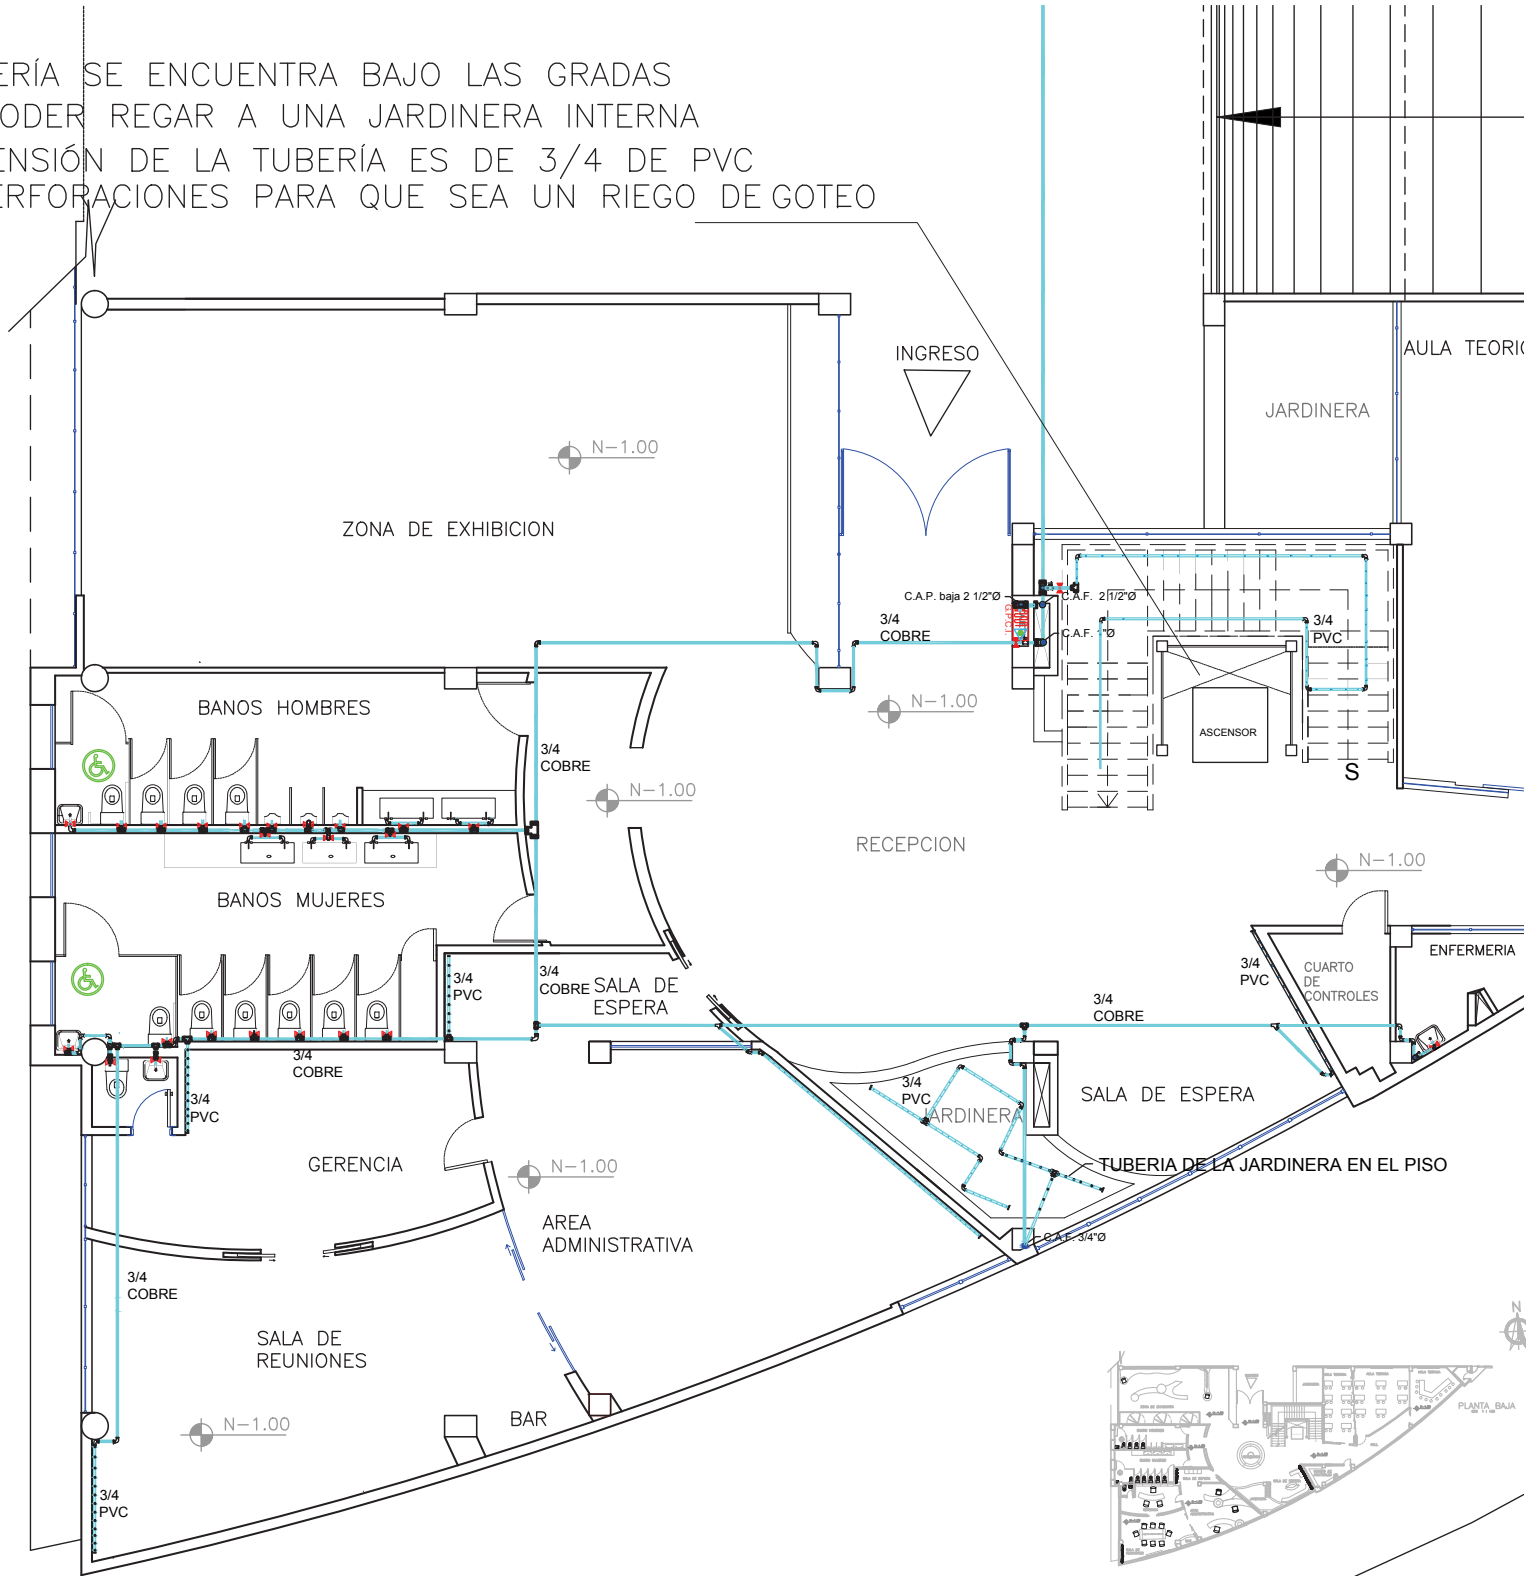 ERÍA SE ENCUENTRA BAJO LAS GRADAS
ODER REGAR A UNA JARDINERA INTERNA
ENSIÓN DE LA TUBERÍA ES DE 3/4 DE PVC
ERFORACIONES PARA QUE SEA UN RIEGO DE GOTEO
INGRESO
AULA TEORIC
JARDINERA
N-1.00
ZONA DE EXHIBICION
C.A.P. baja 2 1/2"Ø
C.A.F. 2 1/2"Ø
3/4
COBRE
C.A.F. 1"Ø
3/4
PVC
N-1.00
BANOS HOMBRES
ASCENSOR
3/4
COBRE
S
N-1.00
RECEPCION
N-1.00
BANOS MUJERES
ENFERMERIA
3/4
PVC
3/4
COBRE
SALA DE
ESPERA
3/4
PVC
CUARTO
DE
CONTROLES
3/4
COBRE
3/4
COBRE
3/4
PVC
3/4
PVC
JARDINERA
SALA DE ESPERA
GERENCIA
N-1.00
TUBERIA DE LA JARDINERA EN EL PISO
AREA
ADMINISTRATIVA
C.A.F. 3/4"Ø
3/4
COBRE
N
SALA DE
REUNIONES
BAR
N-1.00
PLANTA BAJA
3/4
PVC